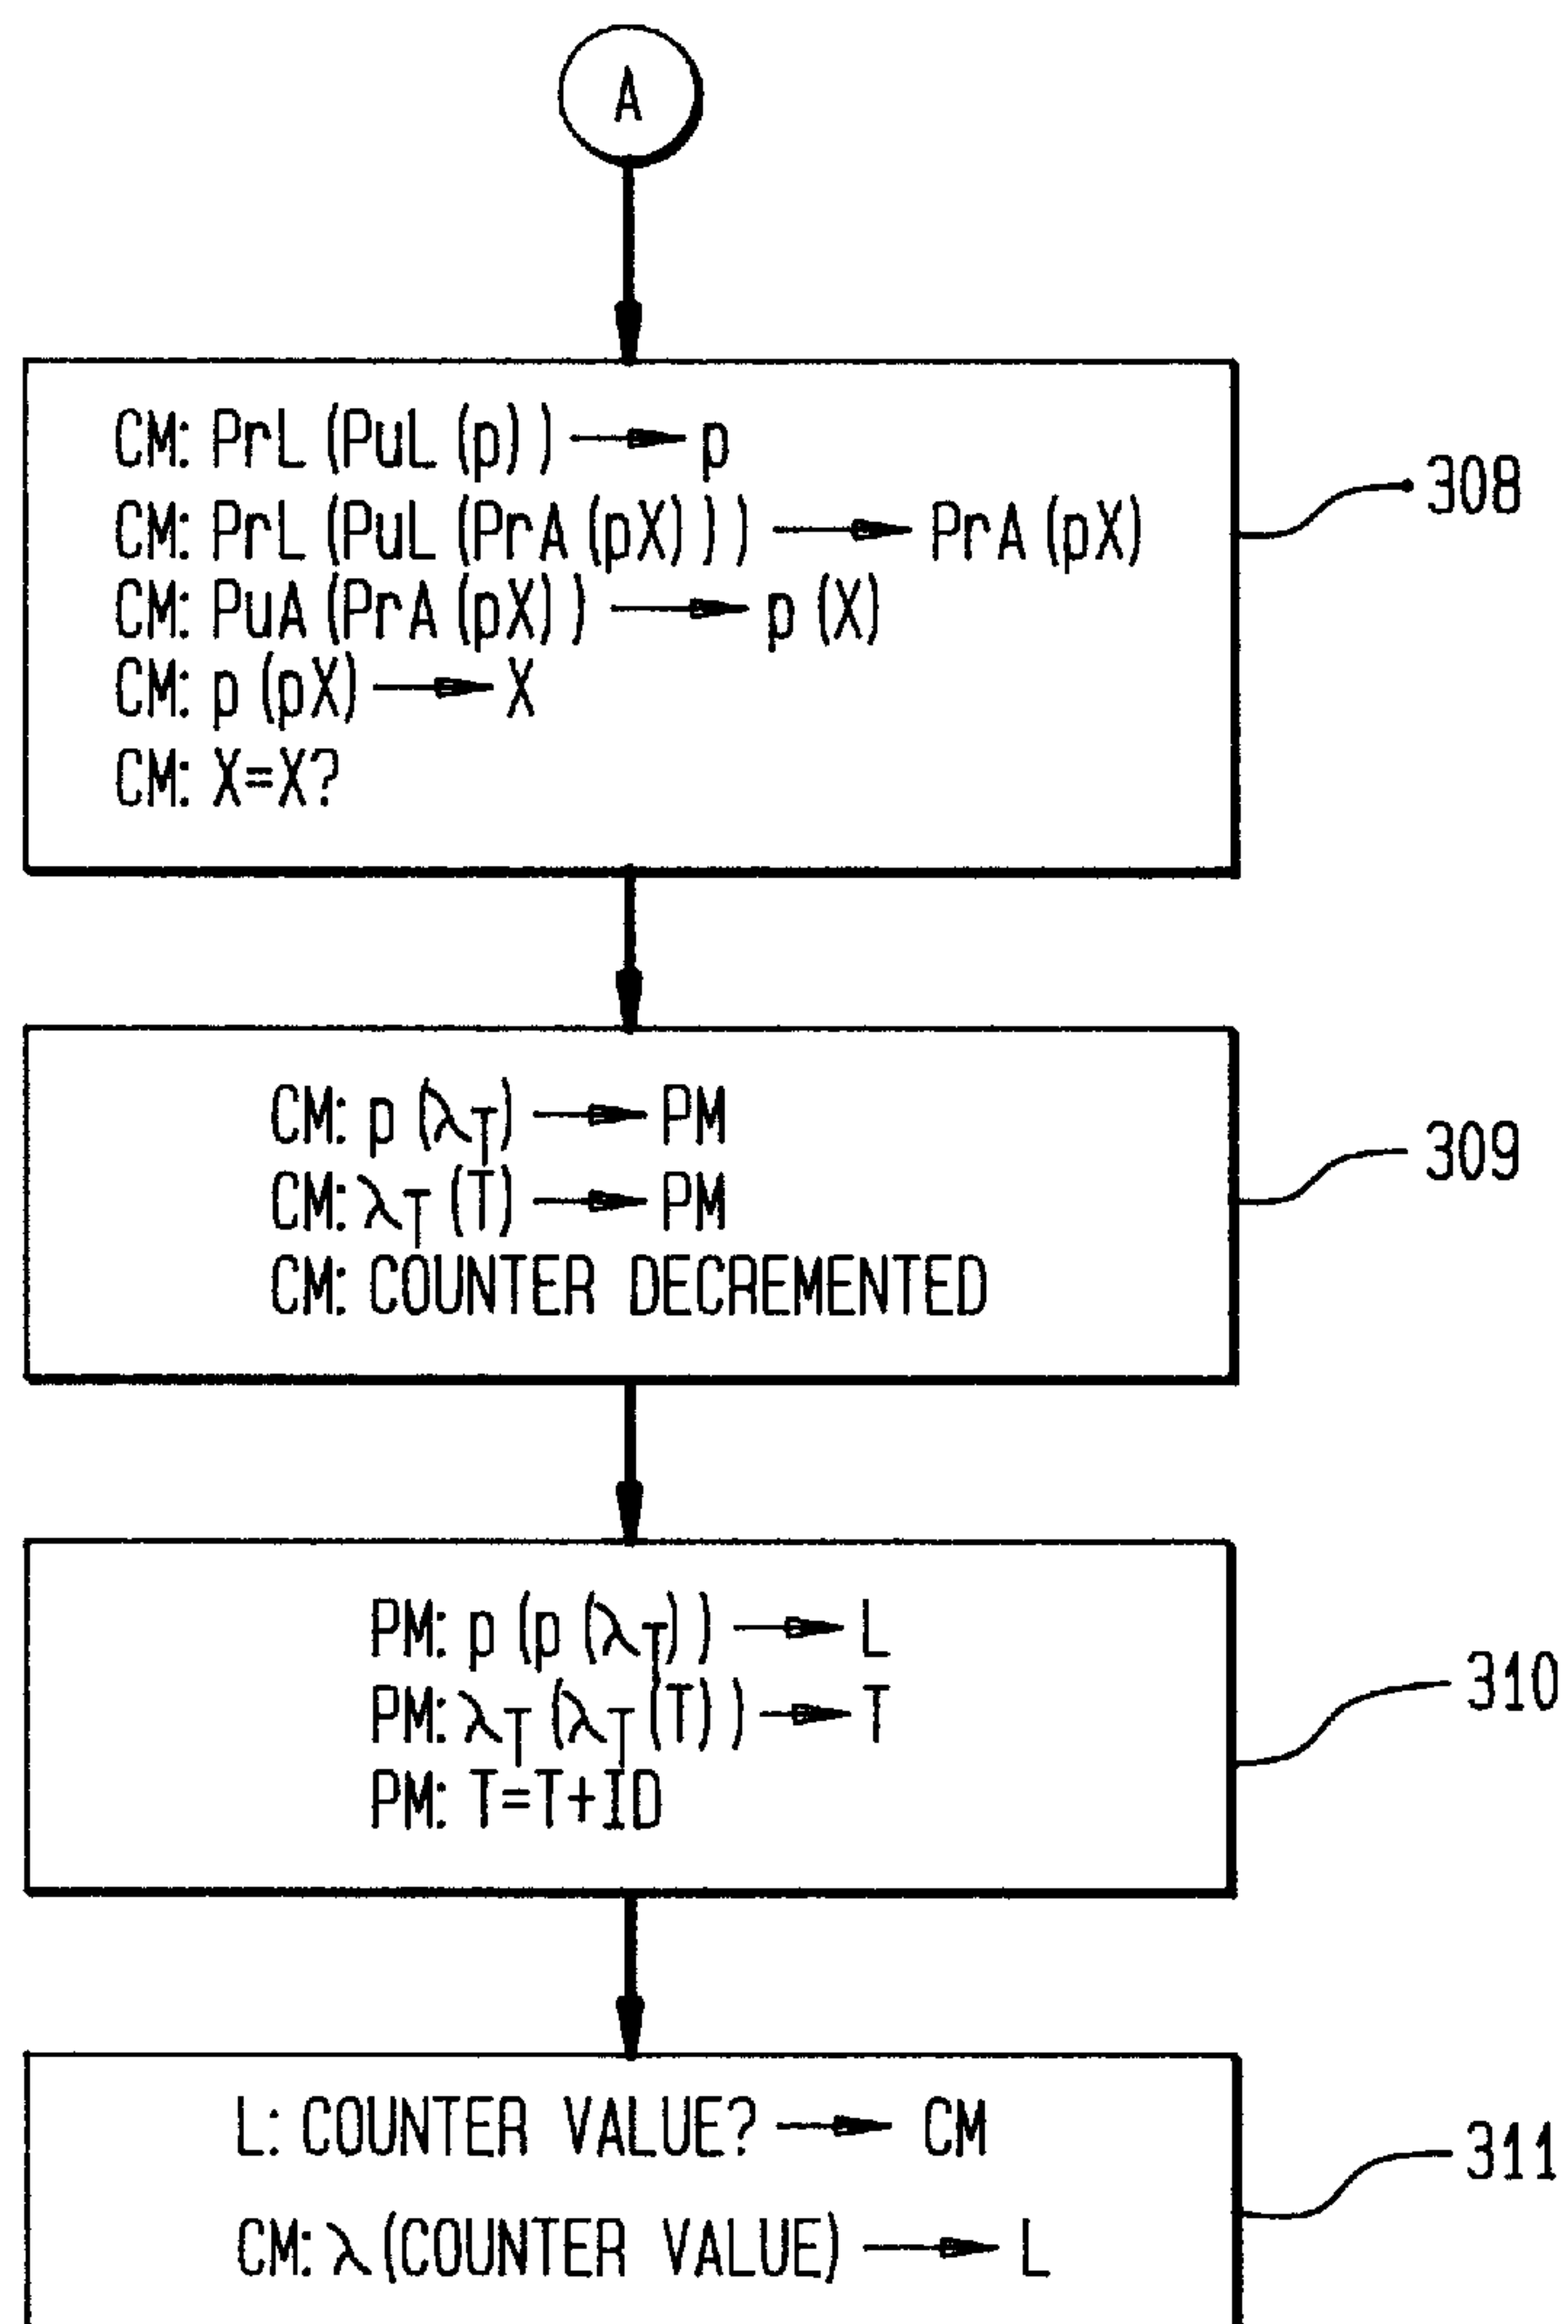 A
CM: PrL (PuL (p)) → p
CM: PrL (PuL (PrA (pX))) → PrA (pX)
CM: PuA (PrA (pX)) → p (X)
CM: p (pX) → X
CM: X=X?
308
CM: p (λT) → PM
CM: λT (T) → PM
CM: COUNTER DECREMENTED
309
PM: p (p (λT)) → L
PM: λT (λT (T)) → T
PM: T=T+ID
310
L: COUNTER VALUE? → CM
CM: λ (COUNTER VALUE) → L
311